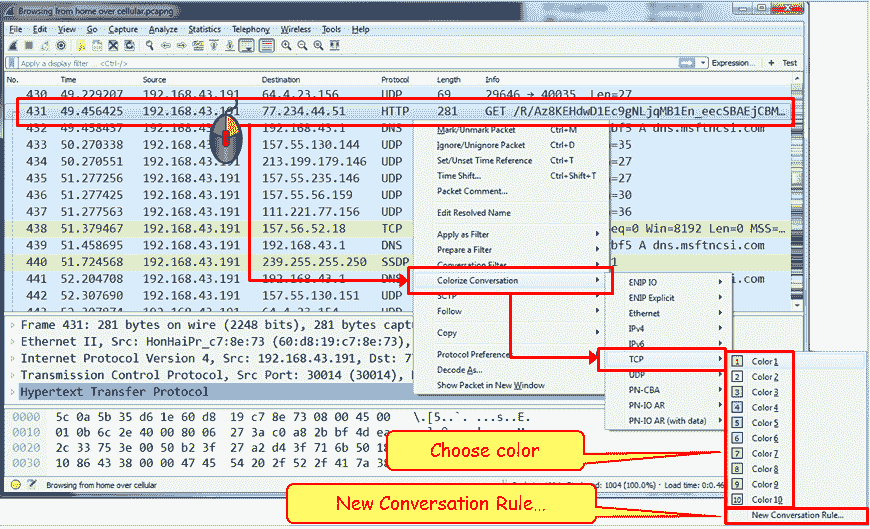 Browsing from home over cellular.pcapng
File Edit View Go Capture Analyze Statistics Telephony Wireless Tools Help
Apply a display filter ... <Ctrl-/> Expression... + Test
No. Time Source Destination Protocol Length Info
430 49.229207 192.168.43.191 64.4.23.156 UDP 69 29646 → 40035 Len=27
431 49.456425 192.168.43.191 77.234.44.51 HTTP 281 GET /R/Az8KEHdwD1Ec9gNLjqMB1En_eecSBAEjCBM...
432 49.458437 192.168.43.191 192.168.43.1 DNS bf5 A dns.msftncsi.com
433 50.270338 192.168.43.191 157.55.130.144 UDP =35
434 50.270551 192.168.43.191 213.199.179.146 UDP =27
435 51.277256 192.168.43.191 157.55.235.146 UDP =27
436 51.277425 192.168.43.191 157.55.56.159 UDP =30
437 51.277563 192.168.43.191 111.221.77.156 UDP =36
438 51.379467 192.168.43.191 157.56.52.18 TCP eq=0 Win=8192 Len=0 MSS=...
439 51.458695 192.168.43.191 192.168.43.1 DNS bf5 A dns.msftncsi.com
440 51.724568 192.168.43.191 239.255.255.250 SSDP 1
441 52.204708 192.168.43.191 192.168.43.1 DNS
442 52.307690 192.168.43.191 157.55.130.151 UDP
Mark/Unmark Packet Ctrl+M
Ignore/Unignore Packet Ctrl+D
Set/Unset Time Reference Ctrl+T
Time Shift... Ctrl+Shift+T
Packet Comment...
Edit Resolved Name
Apply as Filter
Prepare a Filter
Conversation Filter
Colorize Conversation
SCTP
Follow
Copy
Protocol Preferences
Decode As...
Show Packet in New Window
ENIP IO
ENIP Explicit
Ethernet
IPv4
IPv6
TCP
UDP
PN-CBA
PN-IO AR
PN-IO AR (with data)
1 Color 1
2 Color 2
3 Color 3
4 Color 4
5 Color 5
6 Color 6
7 Color 7
8 Color 8
9 Color 9
10 Color 10
New Conversation Rule...
Frame 431: 281 bytes on wire (2248 bits), 281 bytes capt
Ethernet II, Src: HonHaiPr_c7:8e:73 (60:d8:19:c7:8e:73),
Internet Protocol Version 4, Src: 192.168.43.191, Dst: 7
Transmission Control Protocol, Src Port: 30014 (30014),
Hypertext Transfer Protocol
0000 5c 0a 5b 35 d6 1e 60 d8 19 c7 8e 73 08 00 45 00 \.[5..`. ...s..E.
0010 01 0b 6c 2e 40 00 80 06 27 3a c0 a8 2b bf 4d ea
0020 2c 33 75 3e 00 50 b2 3f 27 a2 d4 3f 71 6b 50 18
0030 10 86 43 38 00 00 47 45 54 20 2f 52 2f 41 7a 38
Choose color
New Conversation Rule...
Browsing from home over cellular
1004 (100.0%) · Load time: 0:0.46